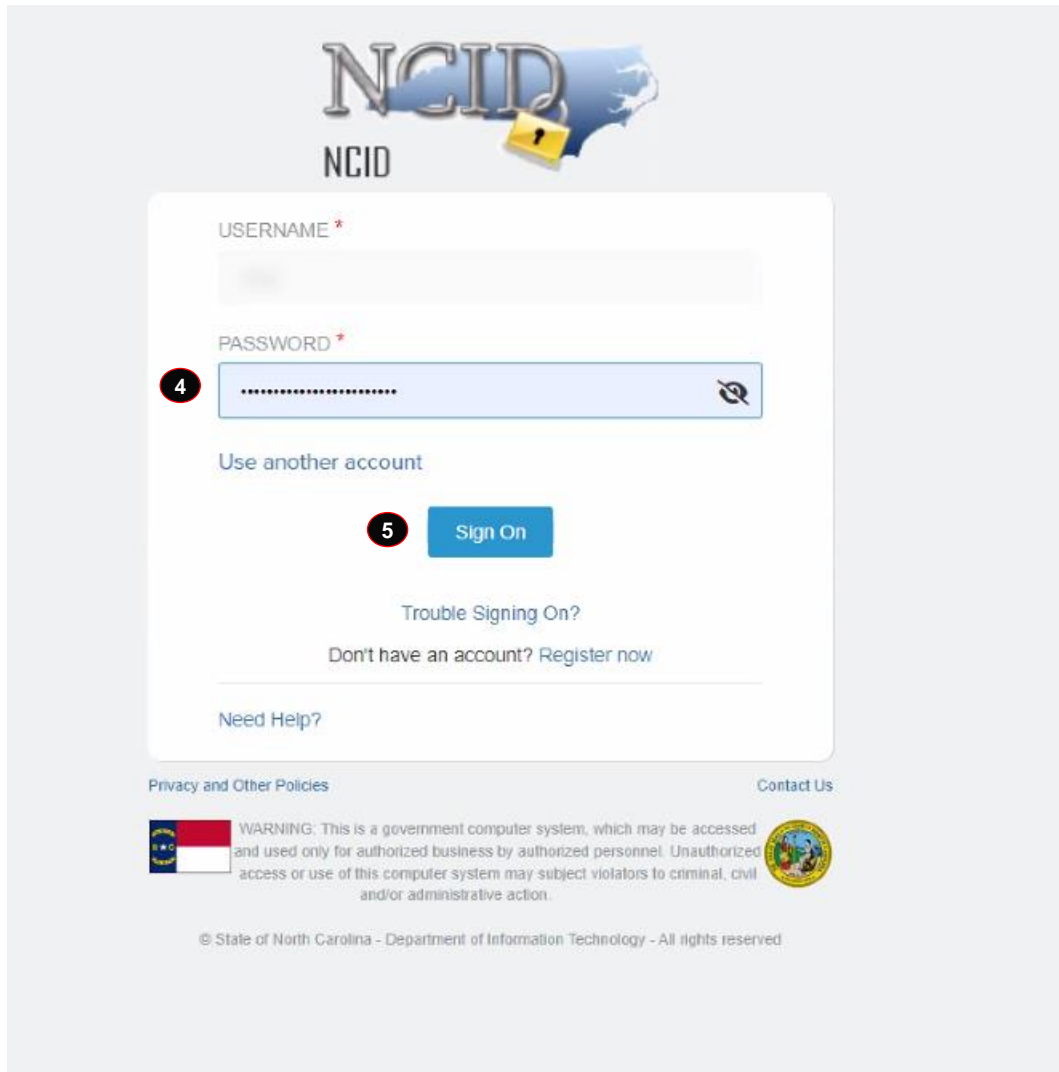 NCID
NCID
USERNAME *
PASSWORD *
4
Use another account
5
Sign On
Trouble Signing On?
Don't have an account? Register now
Need Help?
Privacy and Other Policies
Contact Us
WARNING: This is a government computer system, which may be accessed
and used only for authorized business by authorized personnel. Unauthorized
access or use of this computer system may subject violators to criminal, civil
and/or administrative action.
© State of North Carolina - Department of Information Technology - All rights reserved